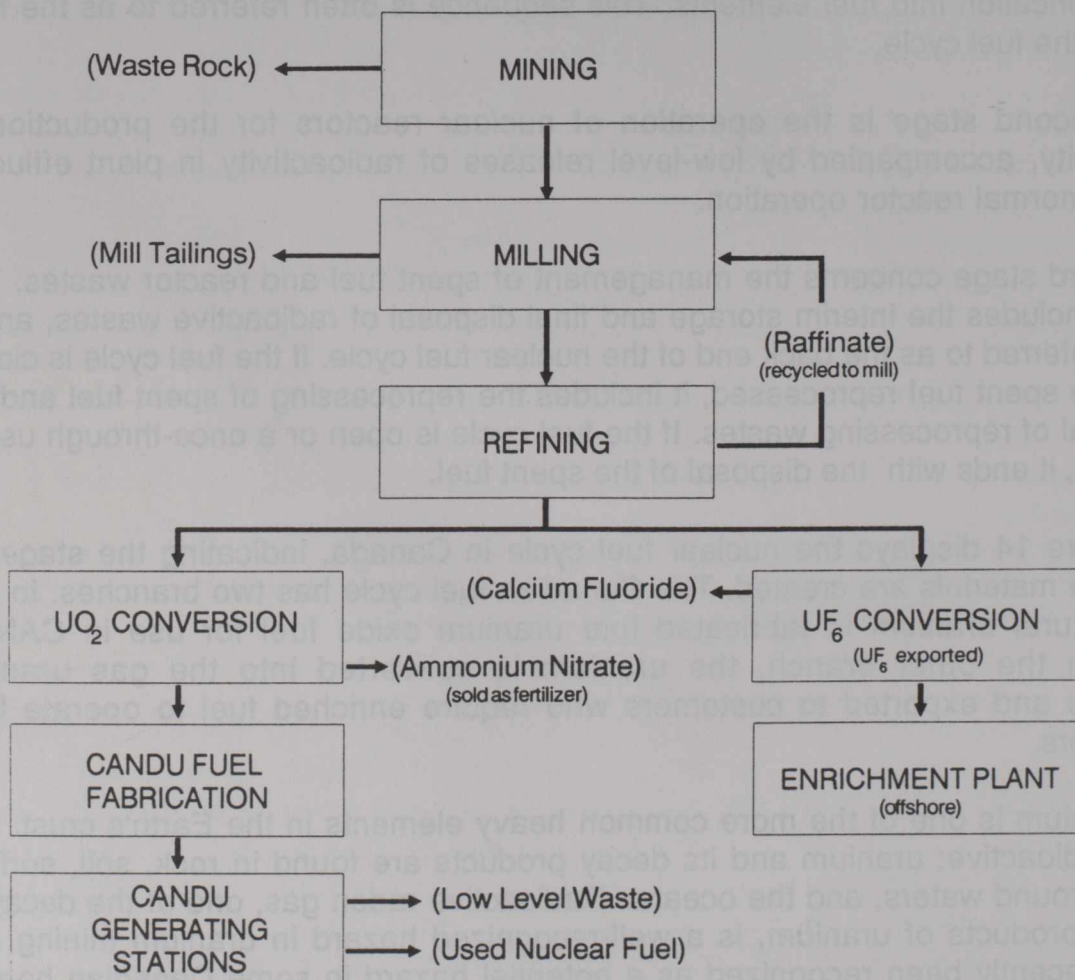 (Waste Rock)
MINING
(Mill Tailings)
MILLING
(Raffinate)
(recycled to mill)
REFINING
UO₂ CONVERSION
(Calcium Fluoride)
UF₆ CONVERSION
(UF₆ exported)
(Ammonium Nitrate)
(sold as fertilizer)
CANDU FUEL
FABRICATION
ENRICHMENT PLANT
(offshore)
CANDU
GENERATING
STATIONS
(Low Level Waste)
(Used Nuclear Fuel)